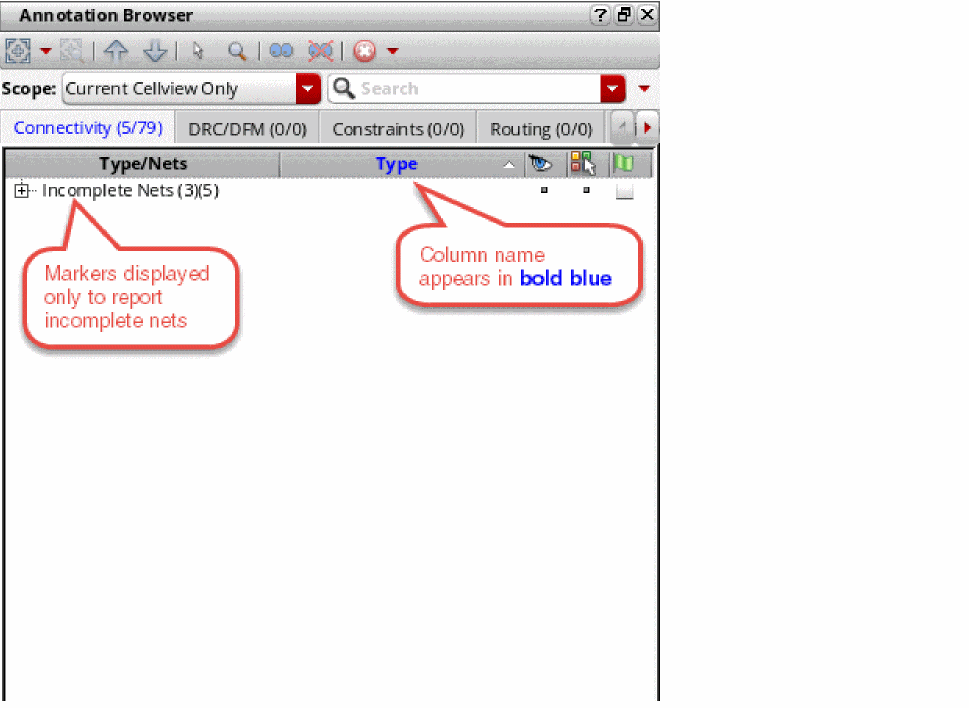 Annotation Browser
Scope: Current Cellview Only Search
Connectivity (5/79) DRC/DFM (0/0) Constraints (0/0) Routing (0/0)
Type/Nets Type
Incomplete Nets (3)(5)
Column name
appears in bold blue
Markers displayed
only to report
incomplete nets